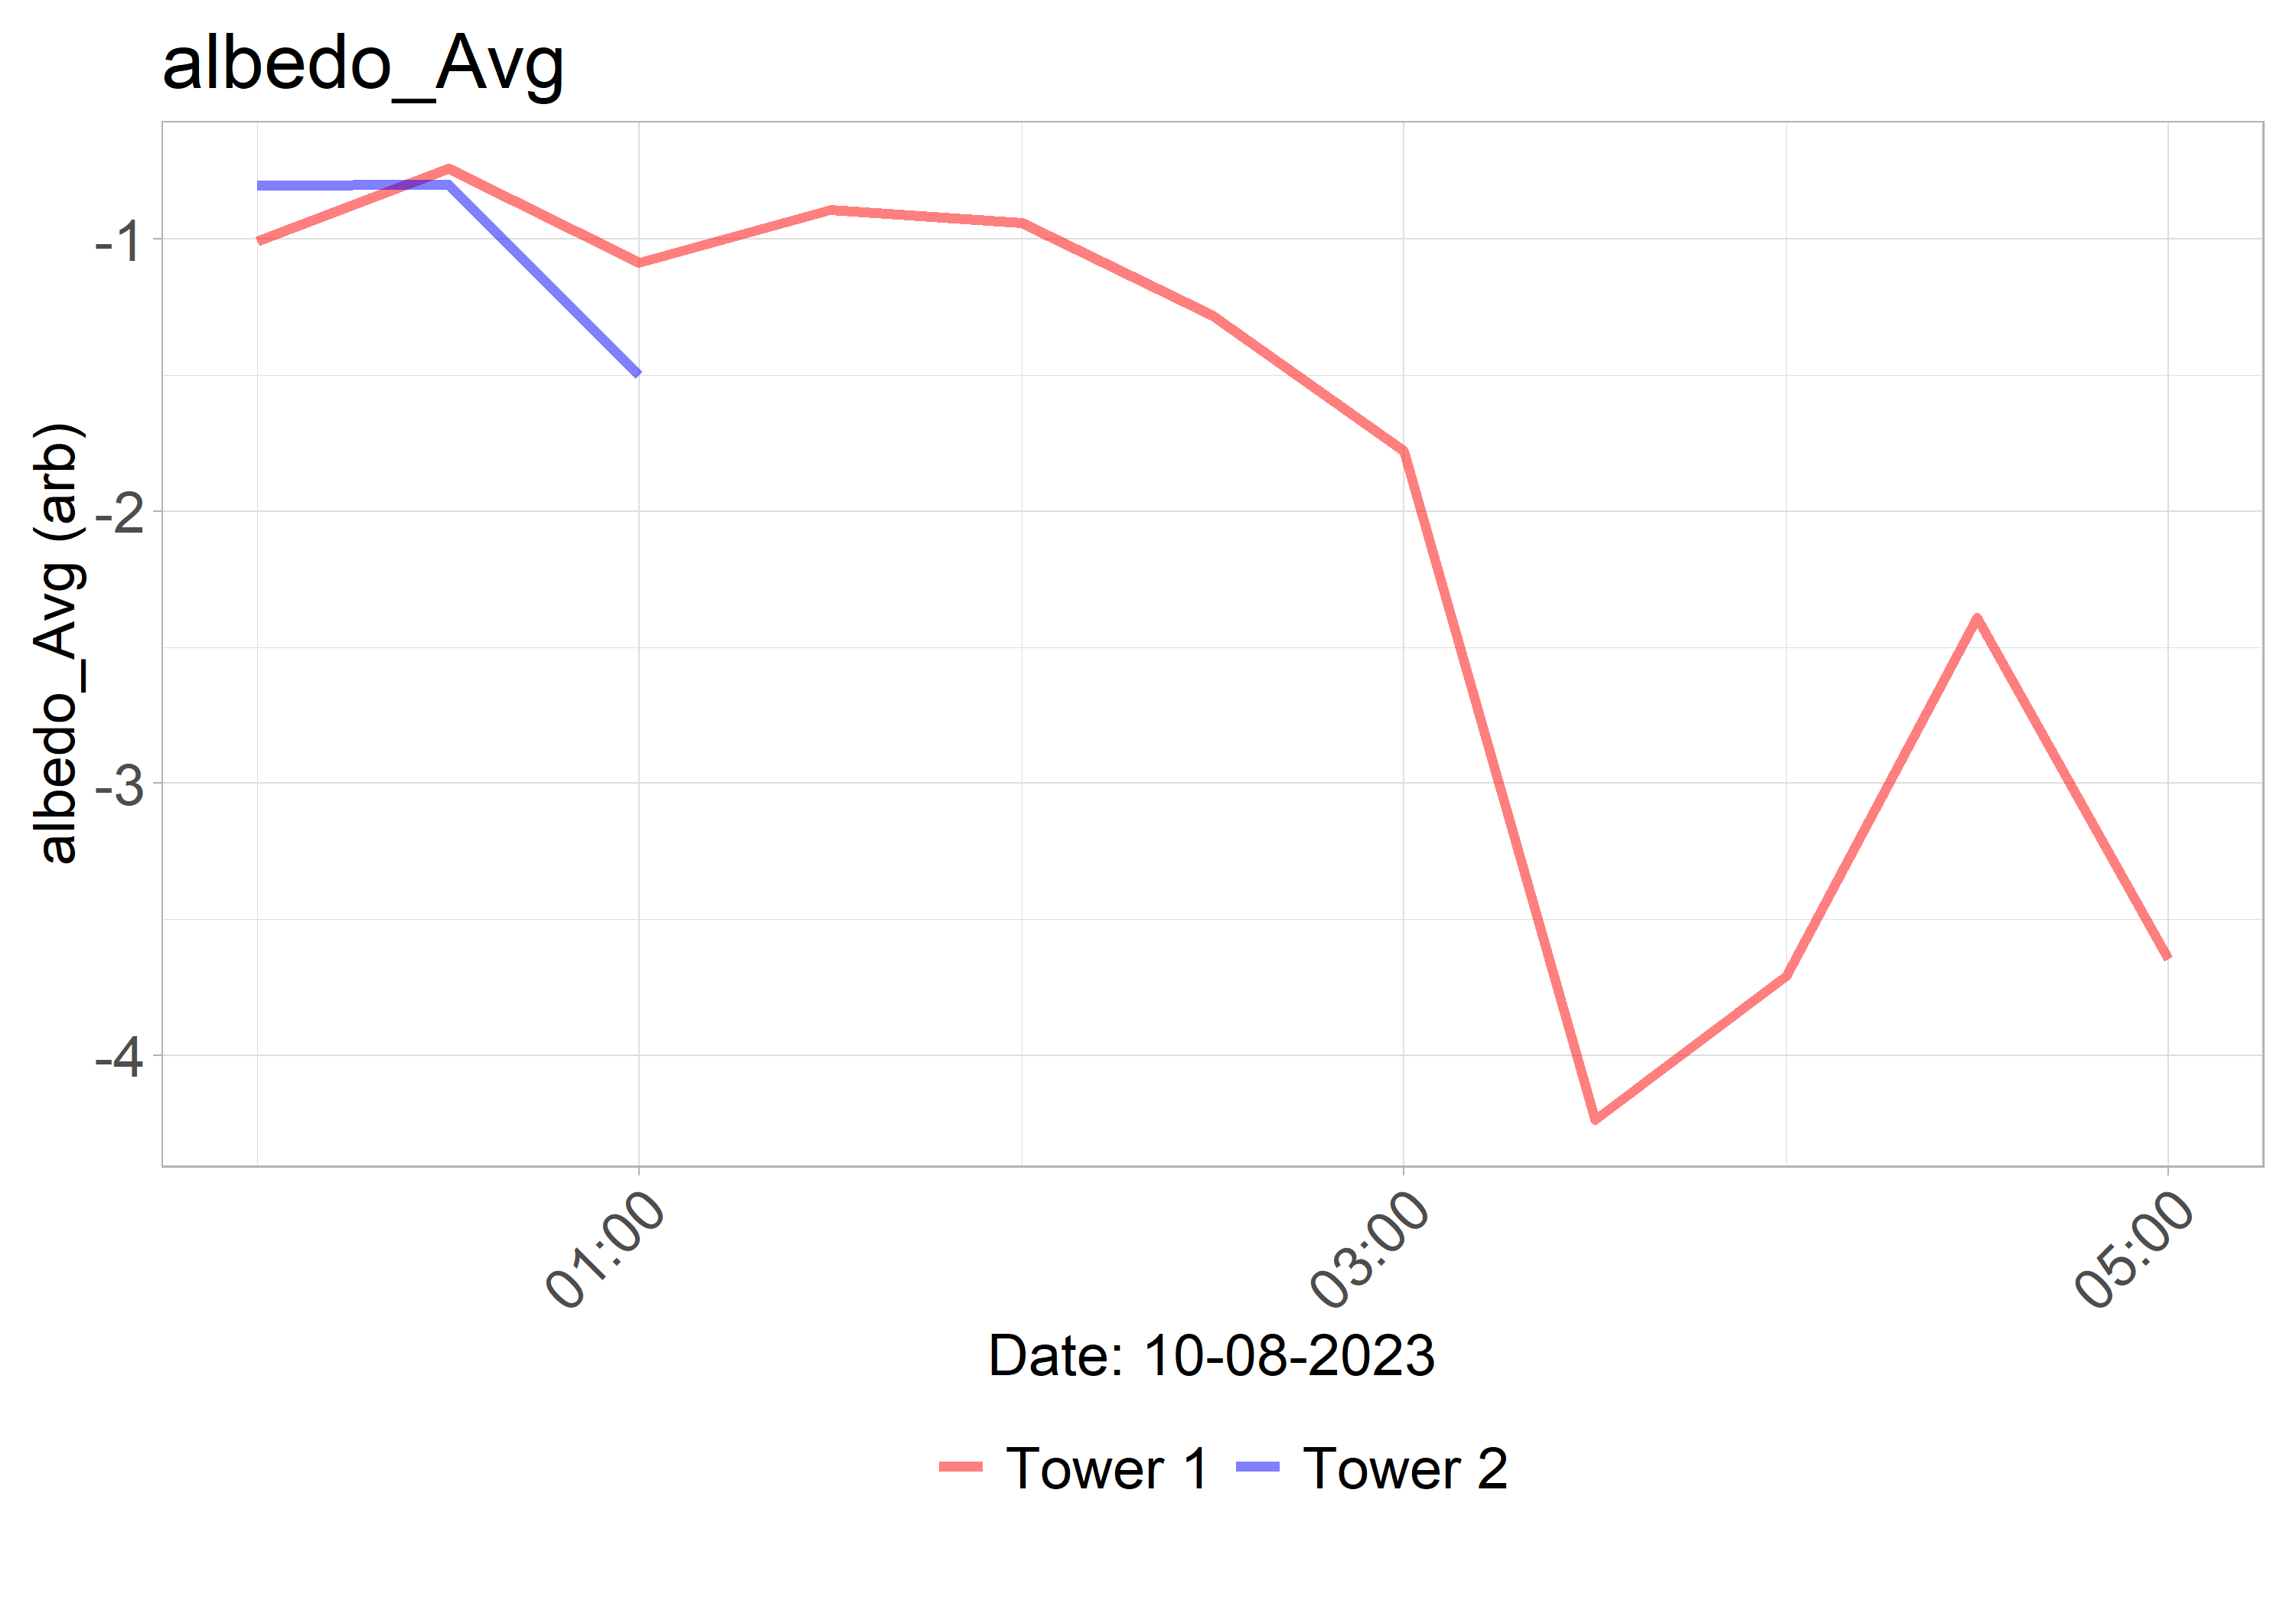 albedo_Avg
albedo_Avg (arb)
-1
-2
-3
-4
01:00
03:00
05:00
Date: 10-08-2023
Tower 1
Tower 2